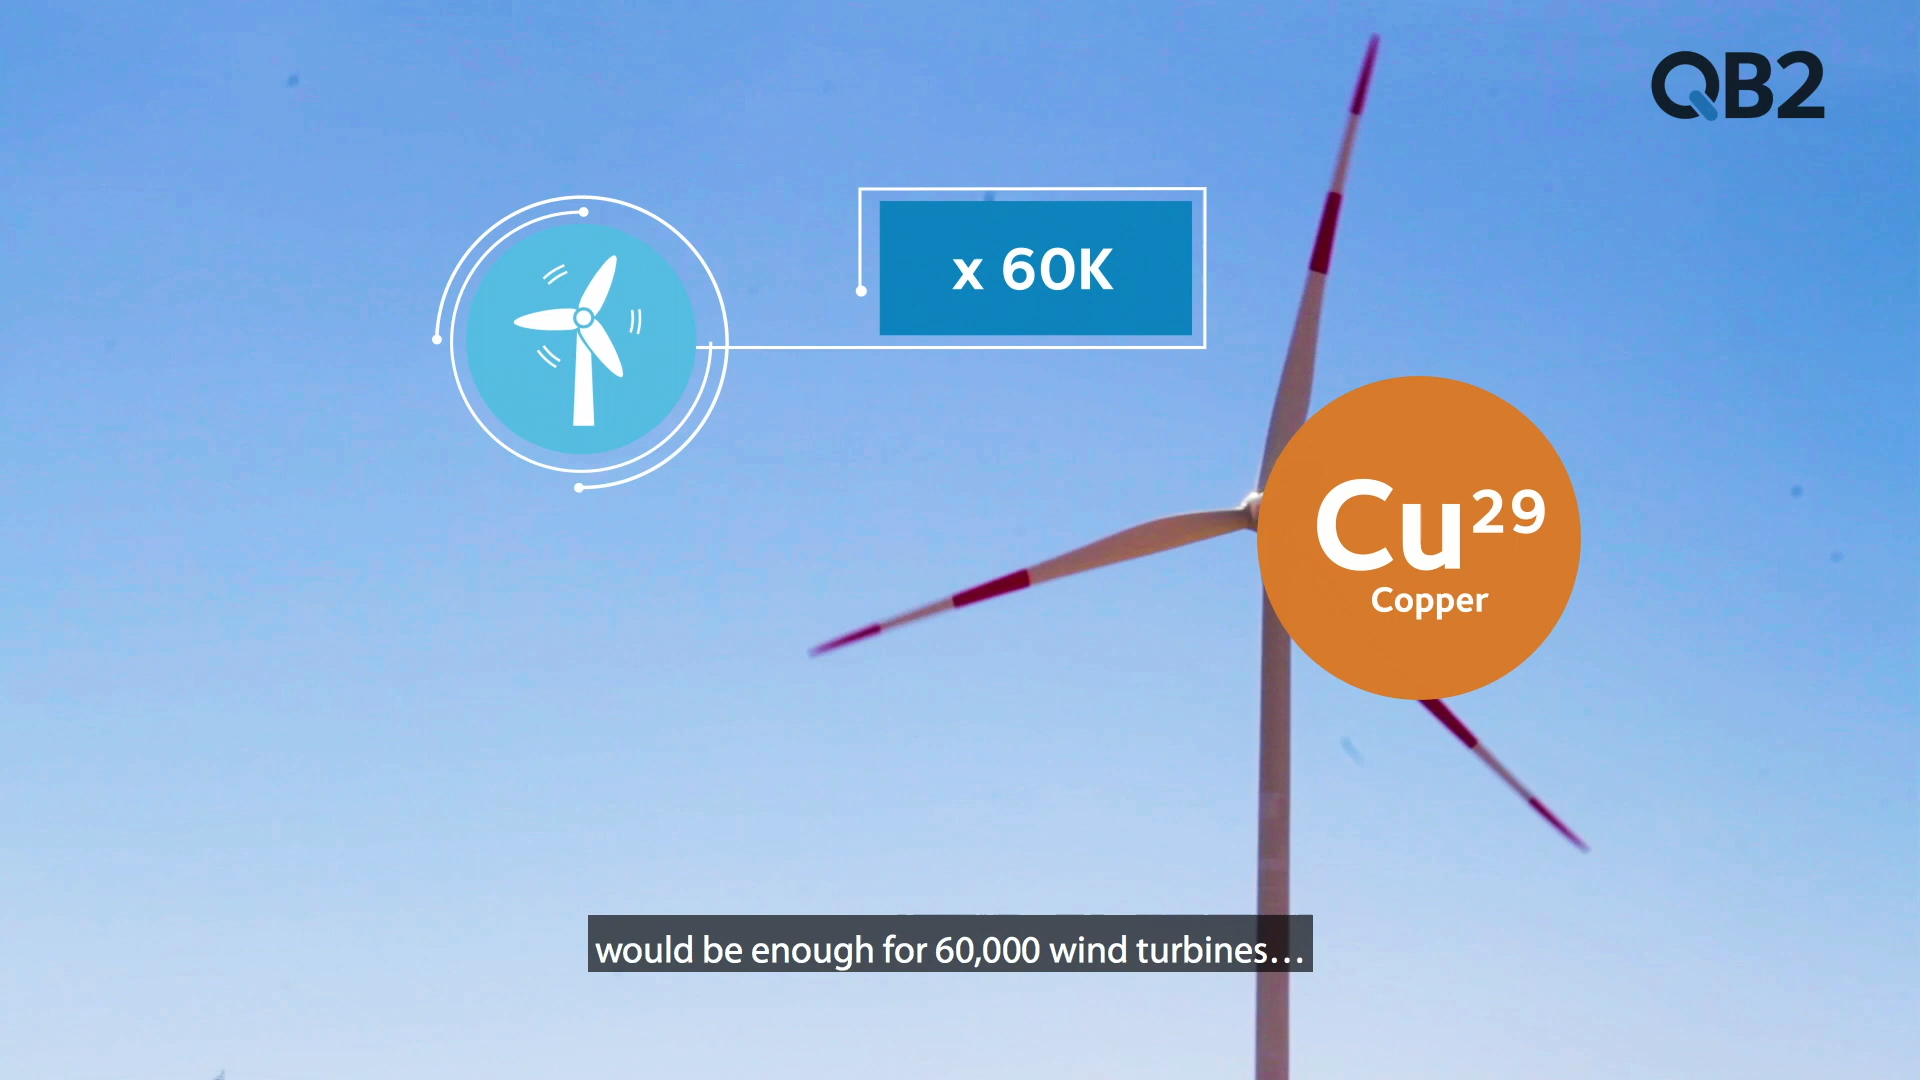 QB2
x 60K
Cu²⁹
Copper
would be enough for 60,000 wind turbines…